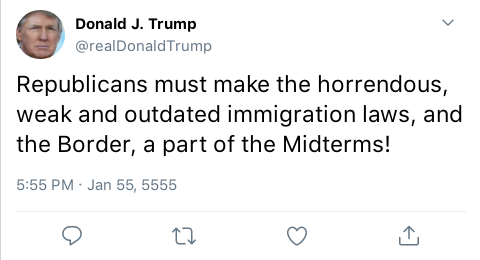 Donald J. Trump
@realDonaldTrump
Republicans must make the horrendous,
weak and outdated immigration laws, and
the Border, a part of the Midterms!
5:55 PM · Jan 55, 5555